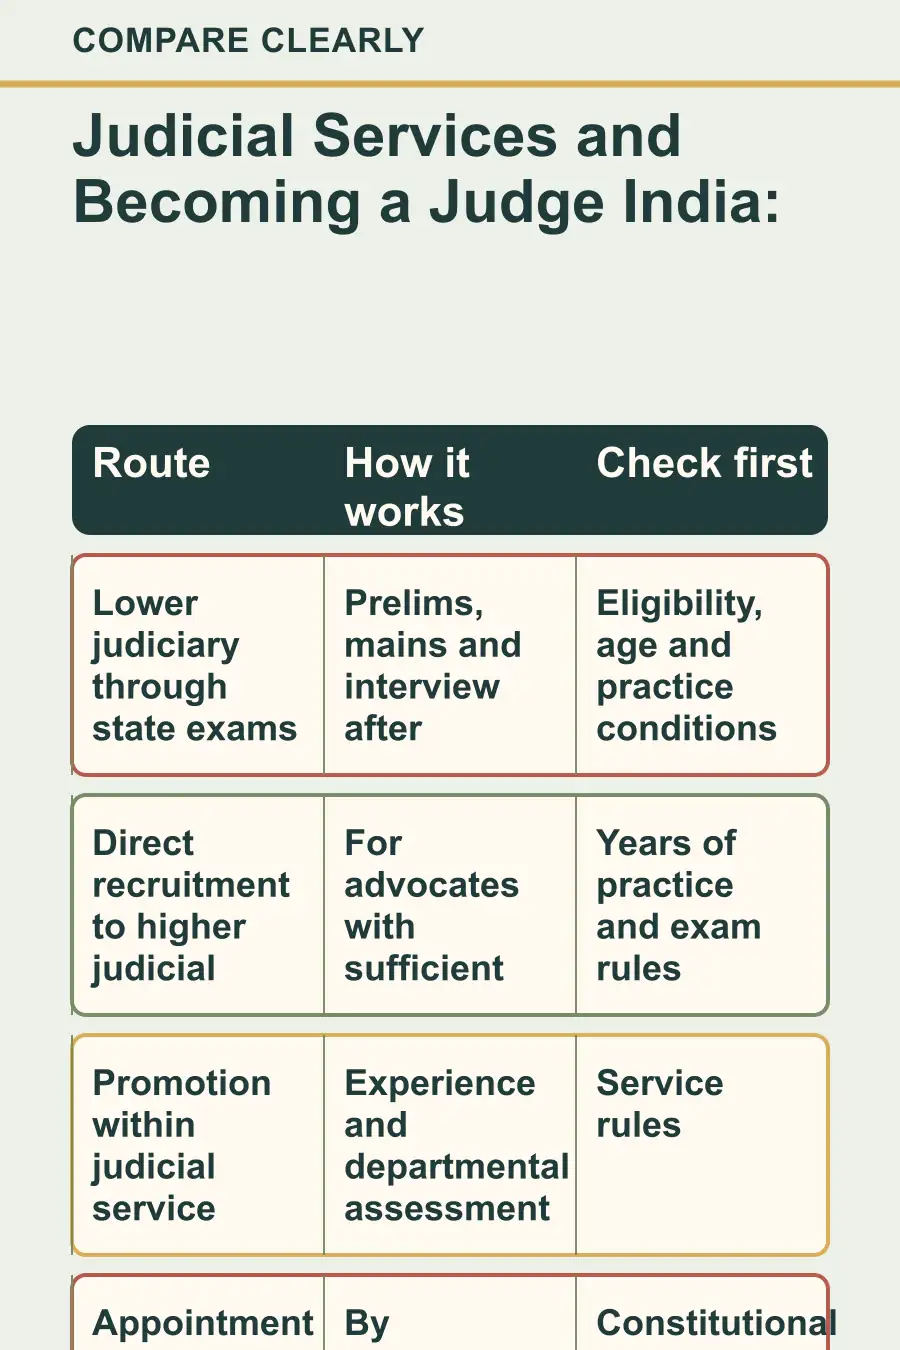 COMPARE CLEARLY
Judicial Services and
Becoming a Judge India:
Route
How it
works
Check first
Lower
judiciary
through
state exams
Prelims,
mains and
interview
after
Eligibility,
age and
practice
conditions
Direct
recruitment
to higher
judicial
For
advocates
with
sufficient
Years of
practice
and exam
rules
Promotion
within
judicial
service
Experience
and
departmental
assessment
Service
rules
Appointment
By
Constitutional